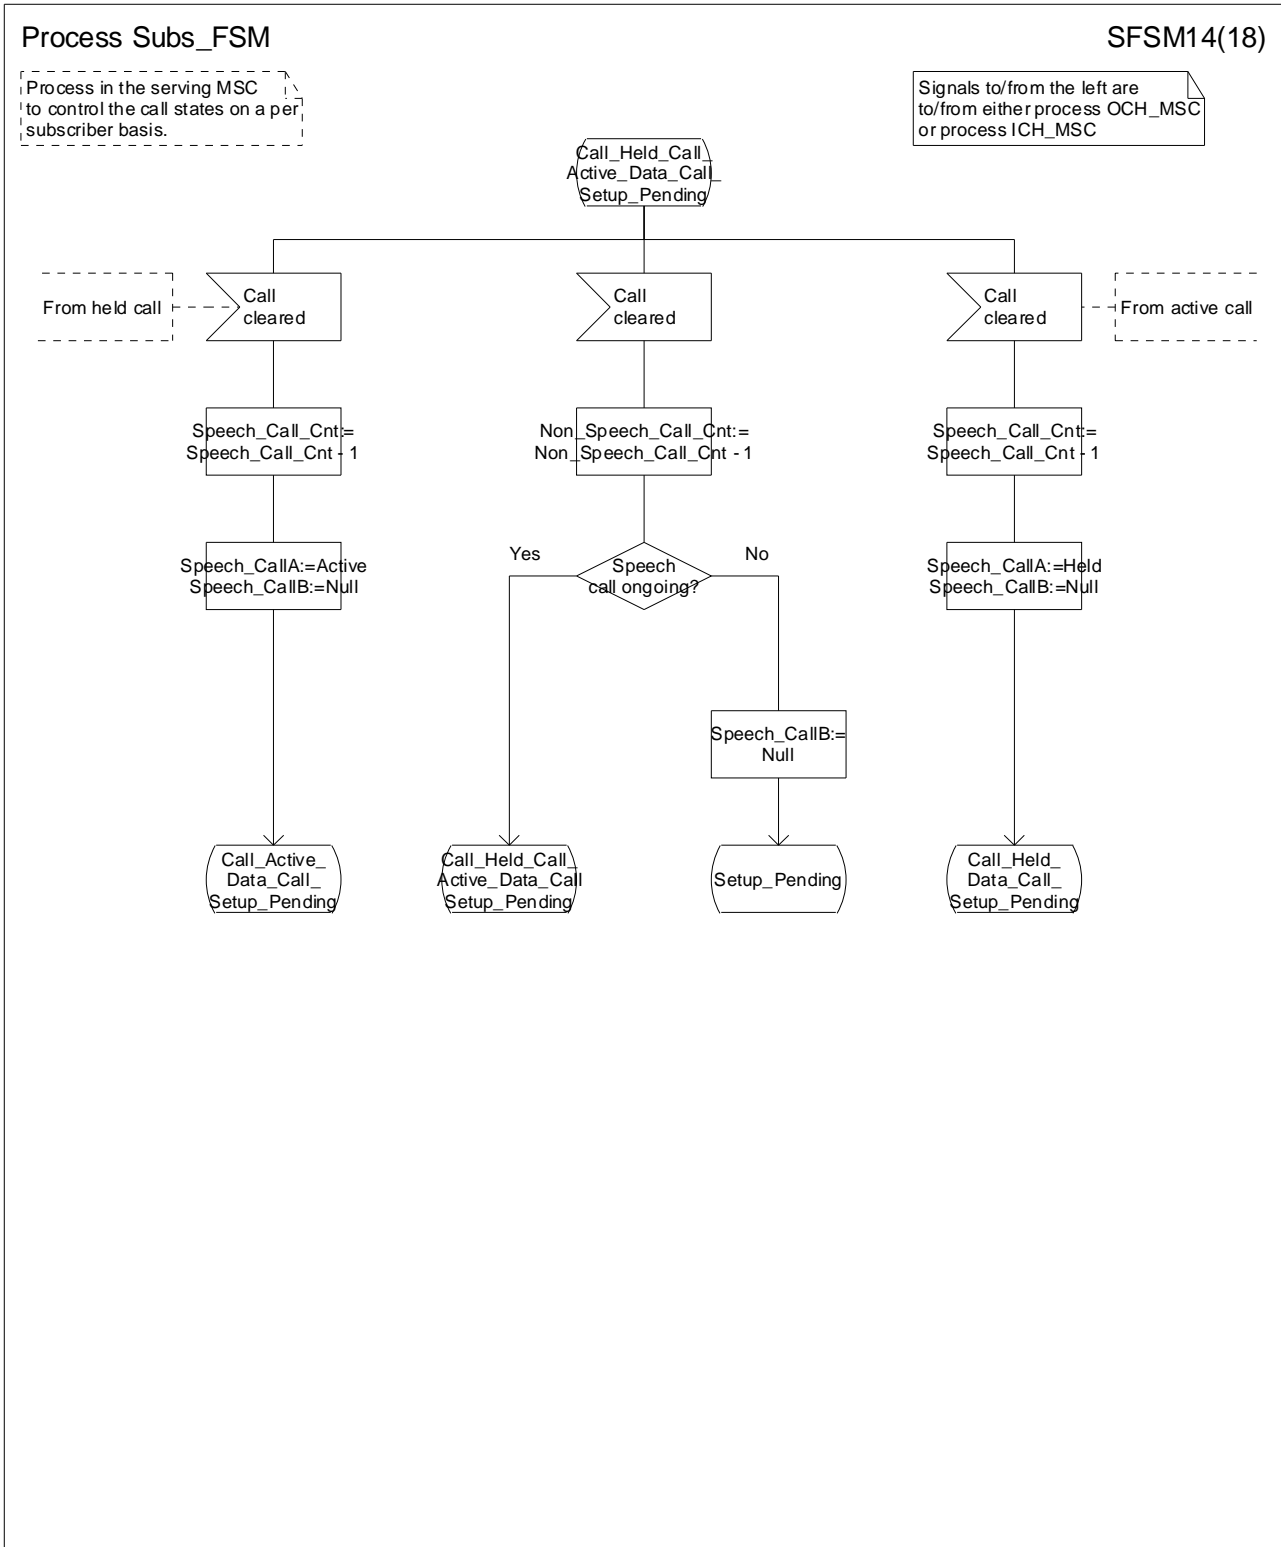 Process Subs_FSM
SFSM14(18)
Process in the serving MSC
to control the call states on a per
subscriber basis.
Signals to/from the left are
to/from either process OCH_MSC
or process ICH_MSC
Call_Held_Call_
Active_Data_Call_
Setup_Pending
From held call
Call
cleared
Call
cleared
Call
cleared
From active call
Speech_Call_Cnt:=
Speech_Call_Cnt - 1
Non_Speech_Call_Cnt:=
Non_Speech_Call_Cnt - 1
Speech_Call_Cnt:=
Speech_Call_Cnt - 1
Speech_CallA:=Active
Speech_CallB:=Null
Yes
Speech
call ongoing?
No
Speech_CallA:=Held
Speech_CallB:=Null
Speech_CallB:=
Null
Call_Active_
Data_Call_
Setup_Pending
Call_Held_Call_
Active_Data_Call
Setup_Pending
Setup_Pending
Call_Held_
Data_Call_
Setup_Pending